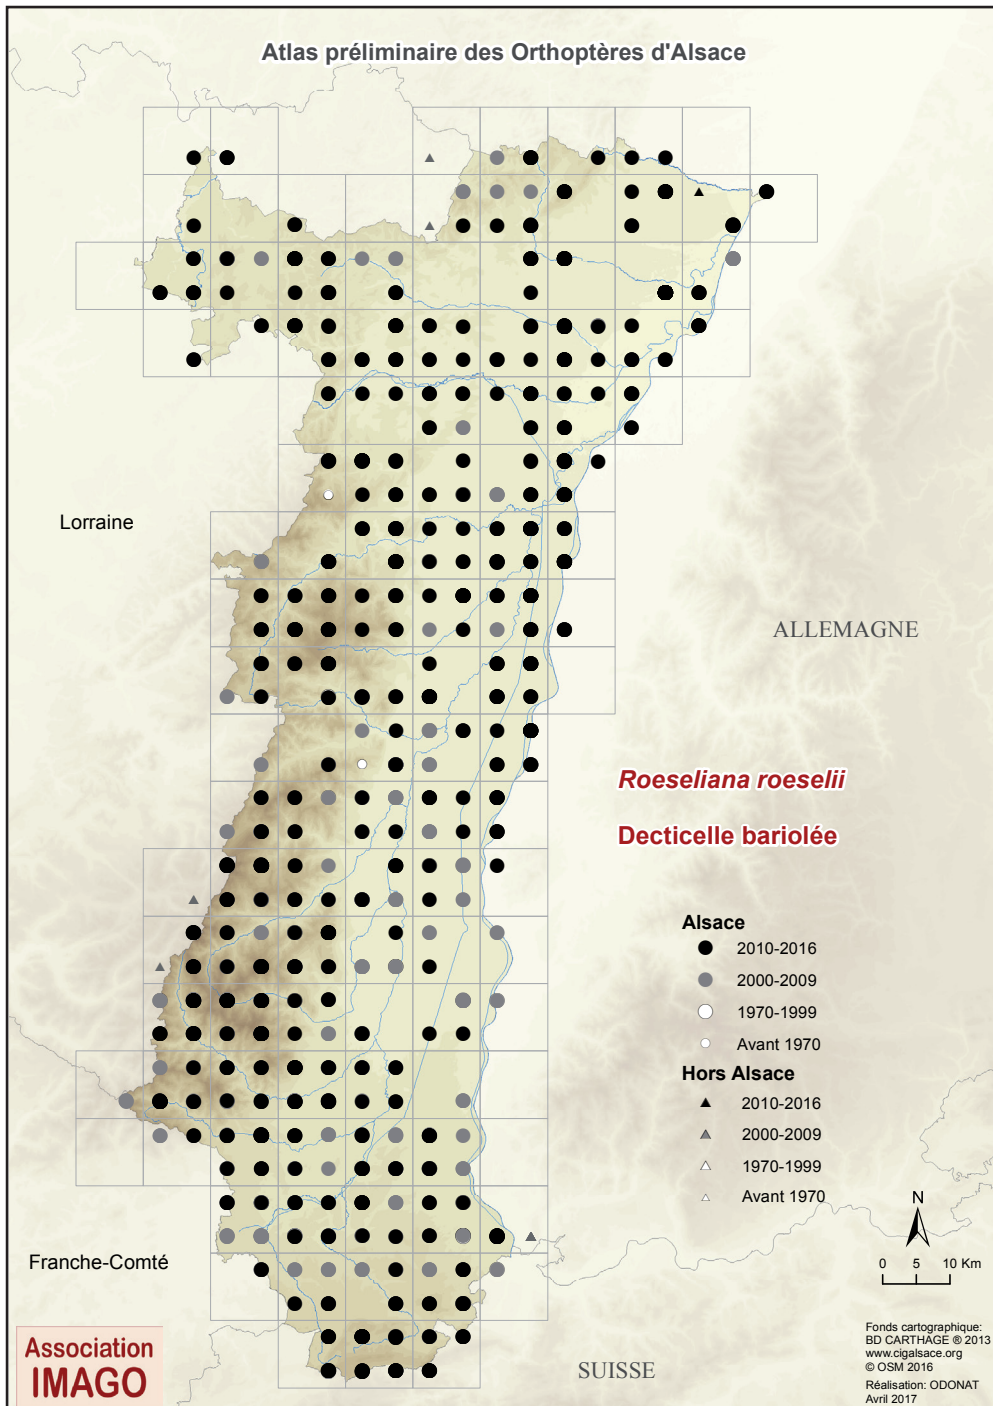 Atlas préliminaire des Orthoptères d'Alsace
Lorraine
ALLEMAGNE
Roeseliana roeselii
Decticelle bariolée
Alsace
2010-2016
2000-2009
1970-1999
Avant 1970
Hors Alsace
2010-2016
2000-2009
1970-1999
Avant 1970
N
0 5 10 Km
Franche-Comté
SUISSE
Association
IMAGO
Fonds cartographique:
BD CARTHAGE ® 2013
www.cigalsace.org
© OSM 2016
Réalisation: ODONAT
Avril 2017